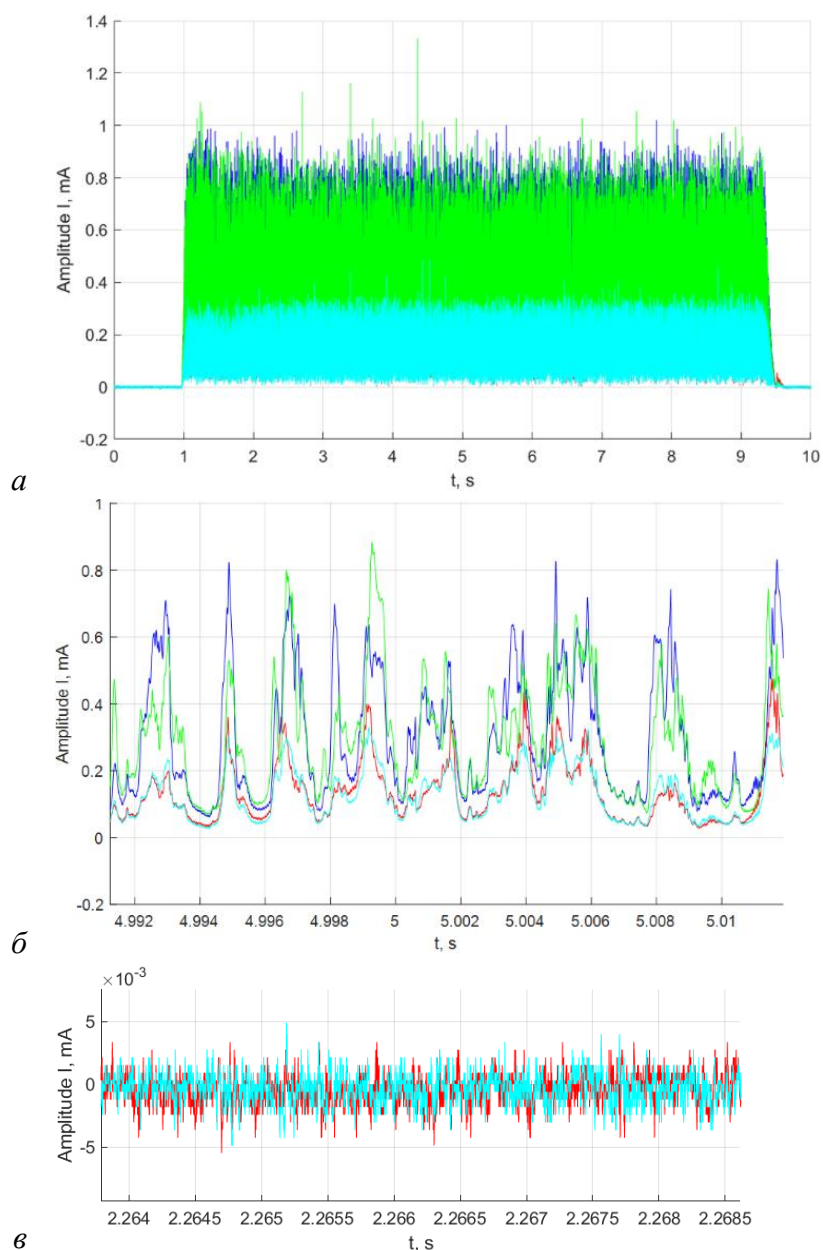 1.4
1.2
1
0.8
0.6
0.4
0.2
0
-0.2
Amplitude I, mA
0 1 2 3 4 5 6 7 8 9 10
t, s
а
1
0.8
0.6
0.4
0.2
0
-0.2
Amplitude I, mA
4.992 4.994 4.996 4.998 5 5.002 5.004 5.006 5.008 5.01
t, s
б
×10⁻³
5
0
-5
Amplitude I, mA
2.264 2.2645 2.265 2.2655 2.266 2.2665 2.267 2.2675 2.268 2.2685
t, s
в